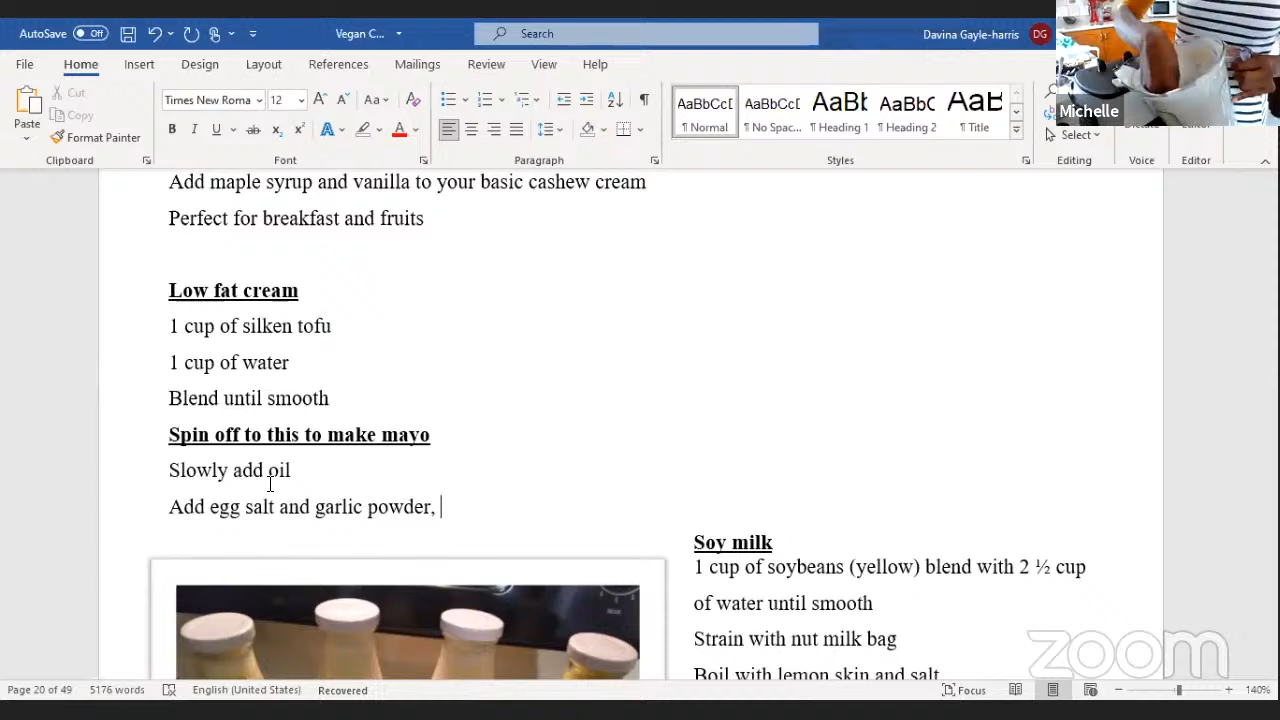 AutoSave Off
Vegan C...
Search
Davina Gayle-harris
DG
File Home Insert Design Layout References Mailings Review View Help
Michelle
Paste
Cut
Copy
Format Painter
Clipboard
Times New Roma 12
Font
Paragraph
AaBbCcD AaBbCcD AaBb AaBbC AaB
¶ Normal ¶ No Spac... ¶ Heading 1 ¶ Heading 2 ¶ Title
Styles
Select
Editing
Voice
Editor
Add maple syrup and vanilla to your basic cashew cream
Perfect for breakfast and fruits
Low fat cream
1 cup of silken tofu
1 cup of water
Blend until smooth
Spin off to this to make mayo
Slowly add oil
Add egg salt and garlic powder,
Soy milk
1 cup of soybeans (yellow) blend with 2 ½ cup
of water until smooth
Strain with nut milk bag
Boil with lemon skin and salt
zoom
Page 20 of 49 5176 words English (United States) Recovered Focus 140%